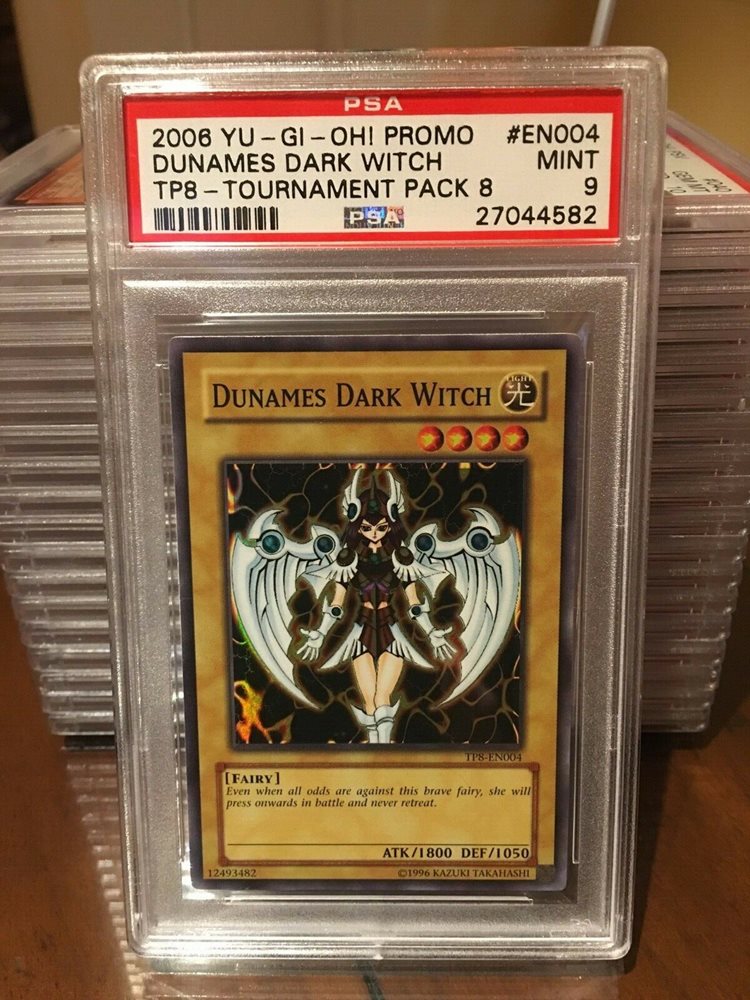 PSA
2006 YU-GI-OH! PROMO #EN004
DUNAMES DARK WITCH MINT
TP8-TOURNAMENT PACK 8 9
PSA 27044582
DUNAMES DARK WITCH
LIGHT
光
TP8-EN004
[FAIRY]
Even when all odds are against this brave fairy, she will
press onwards in battle and never retreat.
ATK/1800 DEF/1050
12493482 ©1996 KAZUKI TAKAHASHI